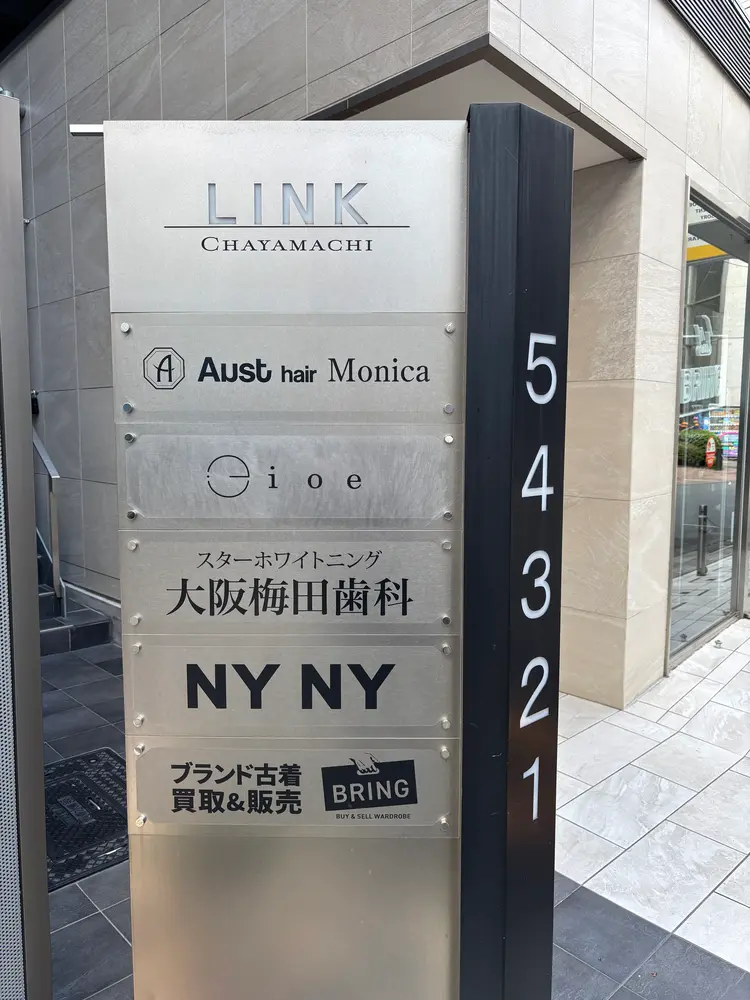 LINK
CHAYAMACHI
A Aust hair Monica
5
ioe
4
スターホワイトニング
大阪梅田歯科
3
NY NY
2
ブランド古着
買取&販売
BRING
BUY & SELL WARDROBE
1